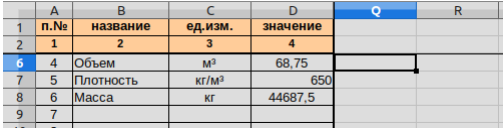 A B C D Q R
1 п.№ название ед.изм. значение
2 1 2 3 4
6 4 Объем м³ 68,75
7 5 Плотность кг/м³ 650
8 6 Масса кг 44687,5
9 7